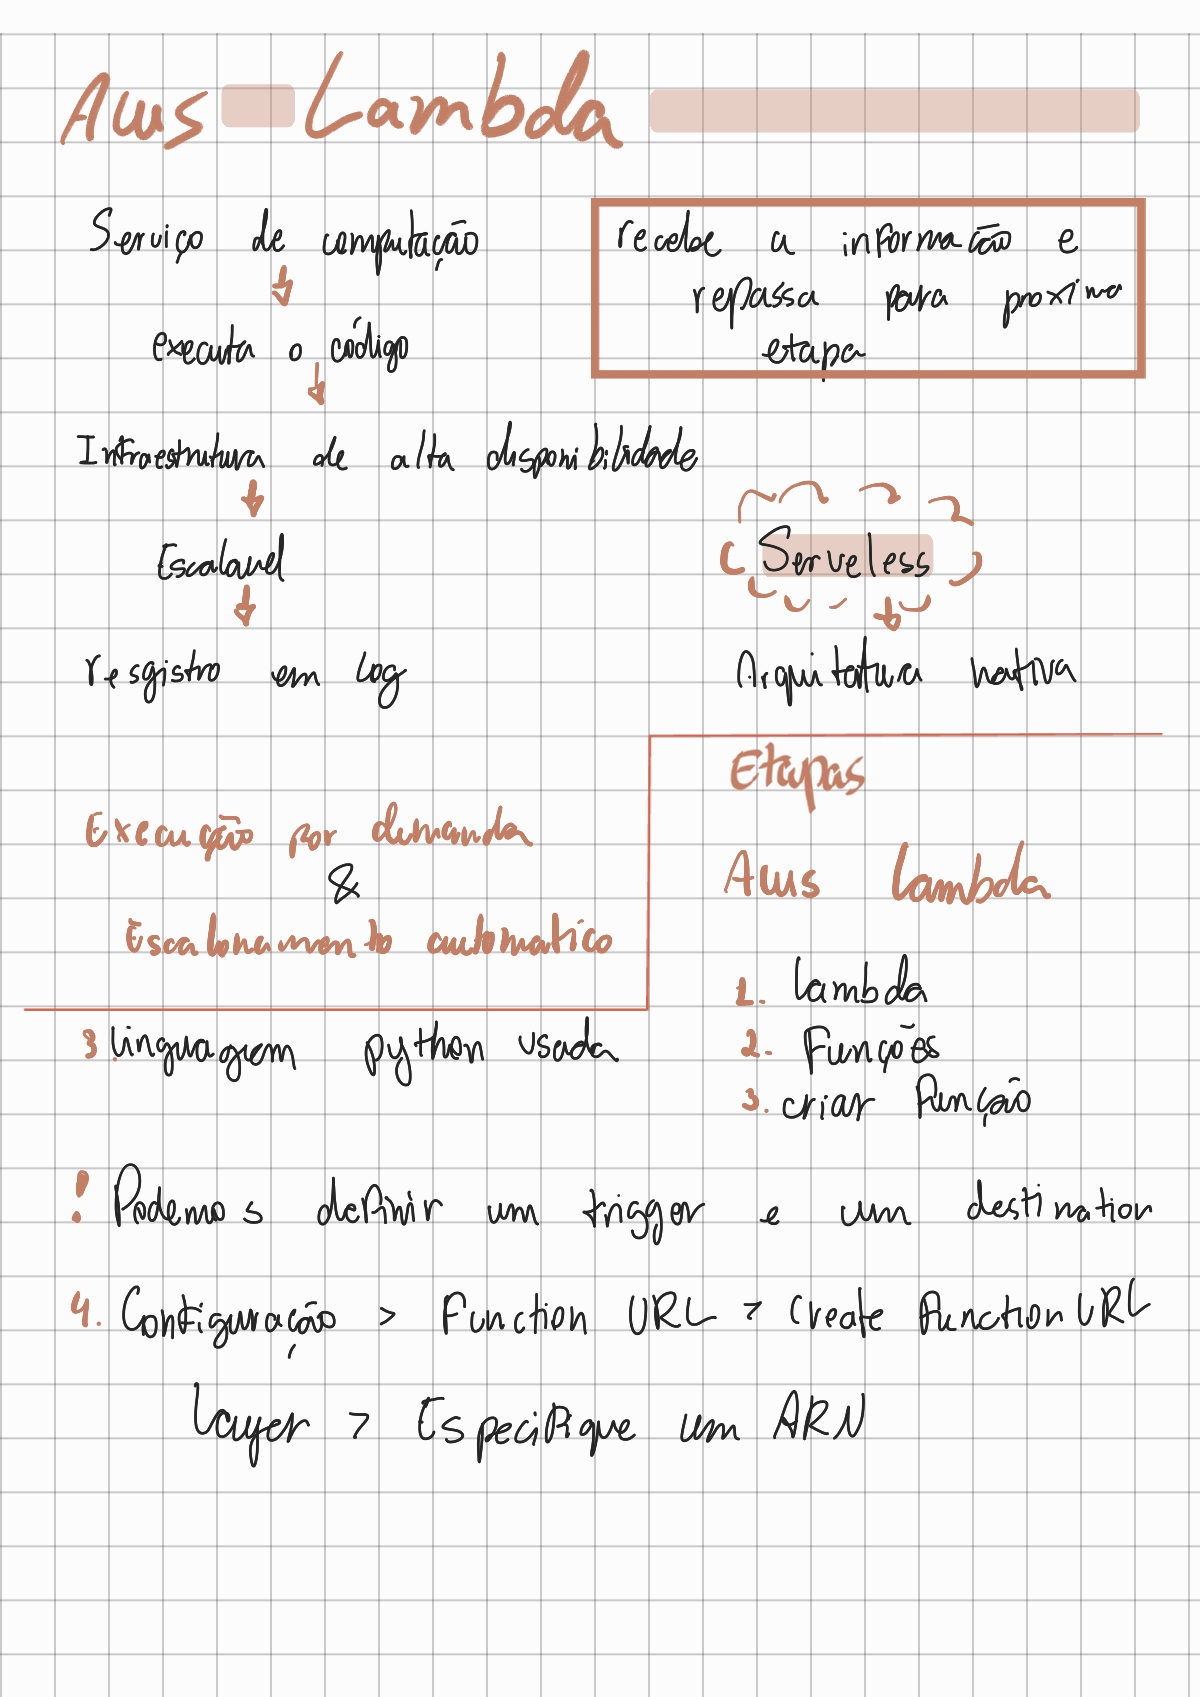 Aws Lambda
Serviço de computação
executa o código
Infraestrutura de alta disponibilidade
Escalavel
resgistro em log
recebe a informação e
repassa para proxima
etapa
Serveless
Arquitetura nativa
Execução por demanda
&
Escalonamento automatico
Etapas
Aws Lambda
1. Lambda
2. Funções
3. criar função
3. linguagem python usada
! Podemos definir um trigger e um destination
4. Configuração > Function URL > Create function URL
Layer > Especifique um ARN